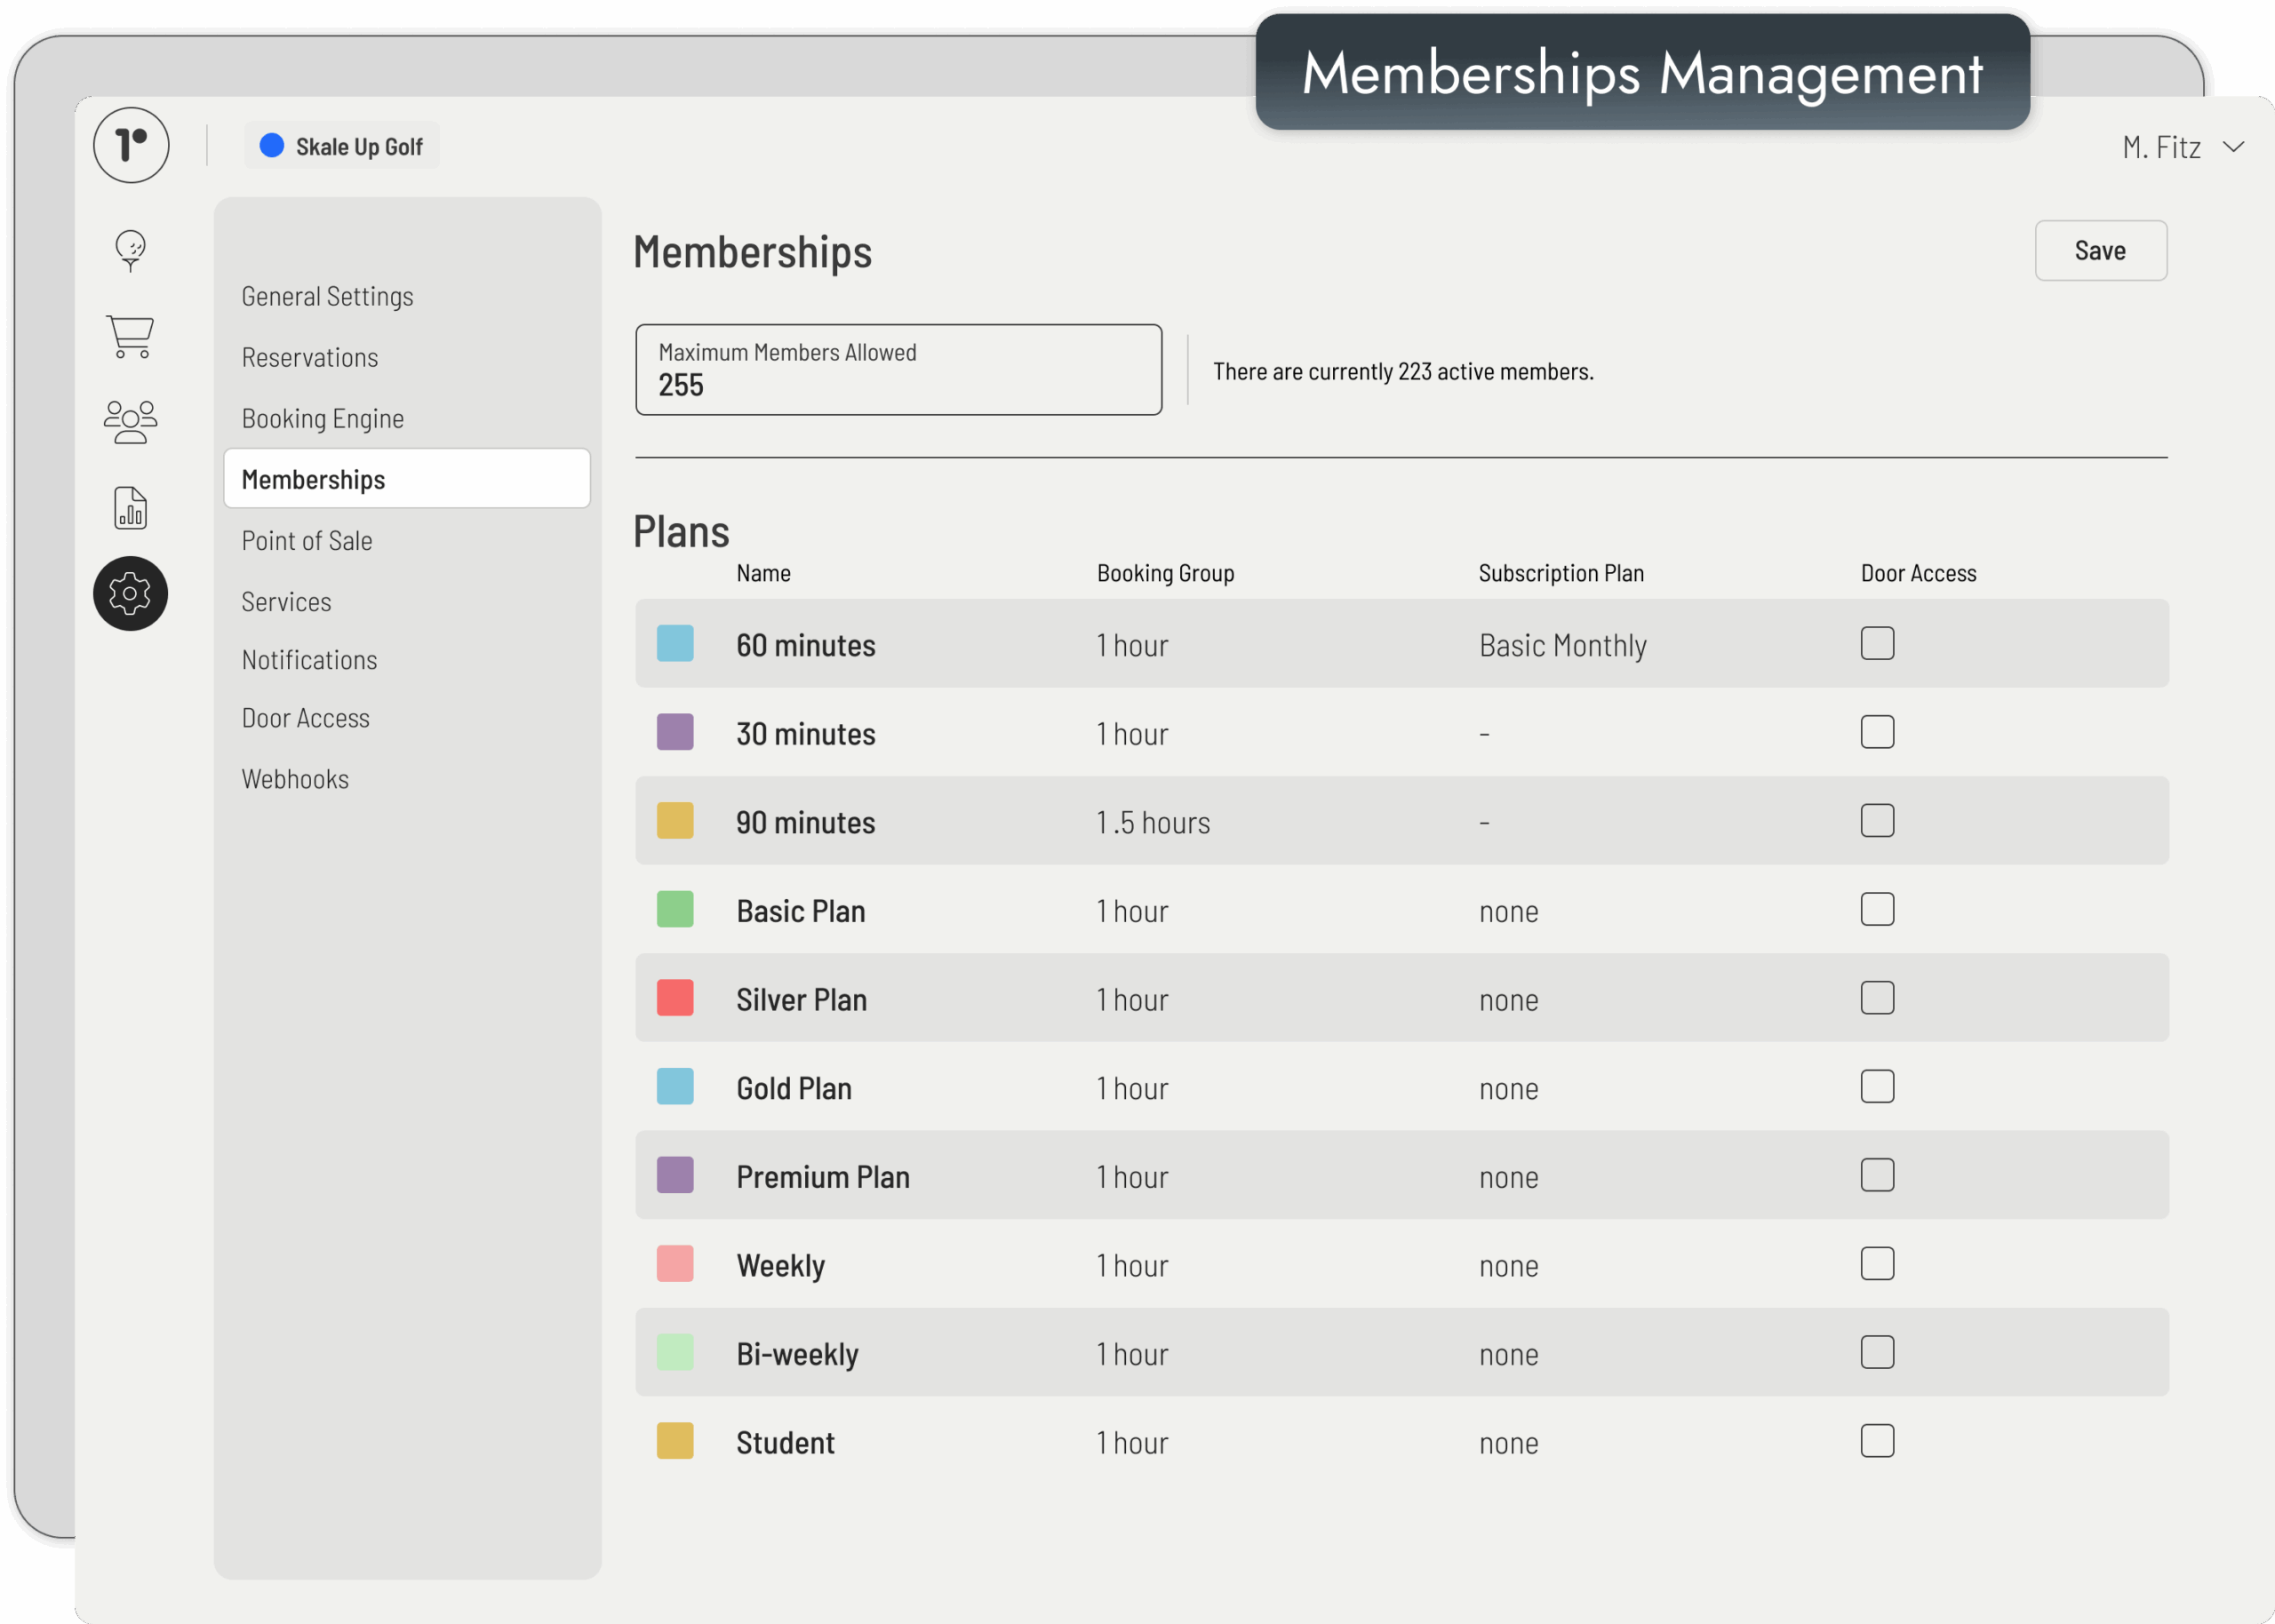 Memberships Management
Skale Up Golf
M. Fitz
General Settings
Reservations
Booking Engine
Memberships
Point of Sale
Services
Notifications
Door Access
Webhooks
Memberships
Save
Maximum Members Allowed
255
There are currently 223 active members.
Plans
Name Booking Group Subscription Plan Door Access
60 minutes 1 hour Basic Monthly
30 minutes 1 hour -
90 minutes 1 .5 hours -
Basic Plan 1 hour none
Silver Plan 1 hour none
Gold Plan 1 hour none
Premium Plan 1 hour none
Weekly 1 hour none
Bi-weekly 1 hour none
Student 1 hour none